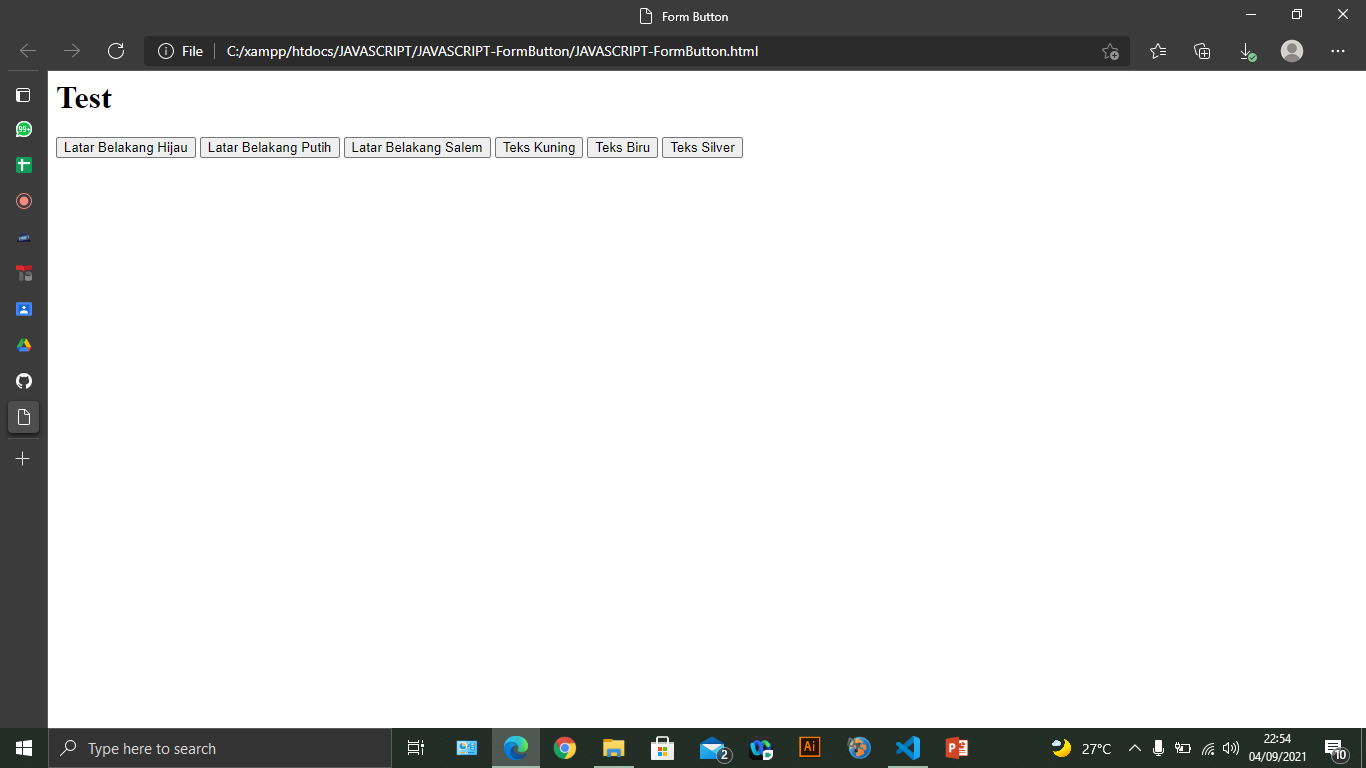 Form Button
File C:/xampp/htdocs/JAVASCRIPT/JAVASCRIPT-FormButton/JAVASCRIPT-FormButton.html
99+
Test
Latar Belakang Hijau Latar Belakang Putih Latar Belakang Salem Teks Kuning Teks Biru Teks Silver
Type here to search
2
Ai
27°C
22:54
04/09/2021
10